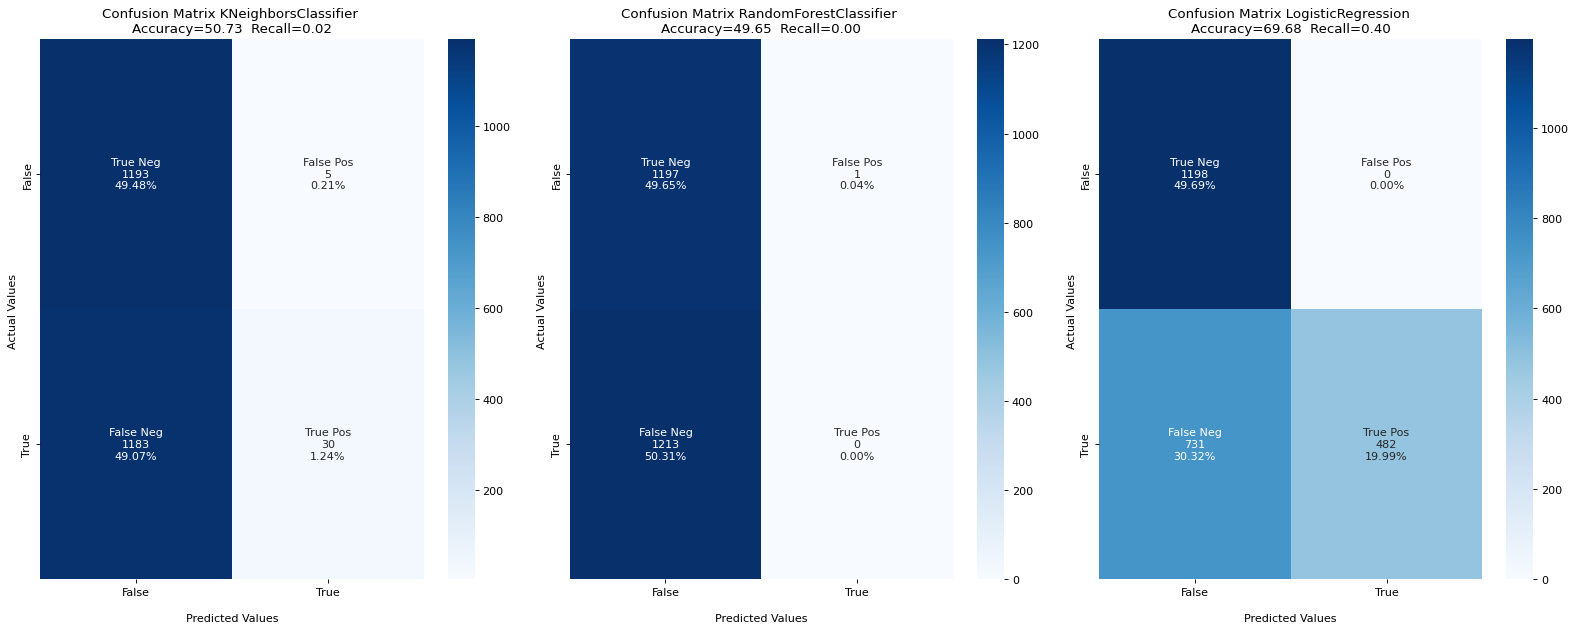 Confusion Matrix KNeighborsClassifier
Accuracy=50.73  Recall=0.02
Actual Values
False
True
True Neg
1193
49.48%
False Pos
5
0.21%
False Neg
1183
49.07%
True Pos
30
1.24%
False
True
Predicted Values
1000
800
600
400
200
Confusion Matrix RandomForestClassifier
Accuracy=49.65  Recall=0.00
Actual Values
False
True
True Neg
1197
49.65%
False Pos
1
0.04%
False Neg
1213
50.31%
True Pos
0
0.00%
False
True
Predicted Values
1200
1000
800
600
400
200
0
Confusion Matrix LogisticRegression
Accuracy=69.68  Recall=0.40
Actual Values
False
True
True Neg
1198
49.69%
False Pos
0
0.00%
False Neg
731
30.32%
True Pos
482
19.99%
False
True
Predicted Values
1000
800
600
400
200
0